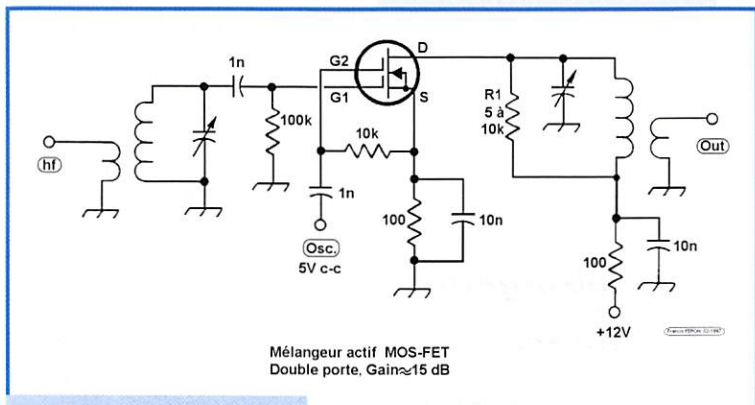 1n
G2
D
G1
S
100k
R1
5 à
10k
hf
10k
Out
1n
100
10n
Osc.
5V c-c
100
10n
+12V
Mélangeur actif MOS-FET
Double porte, Gain≈15 dB